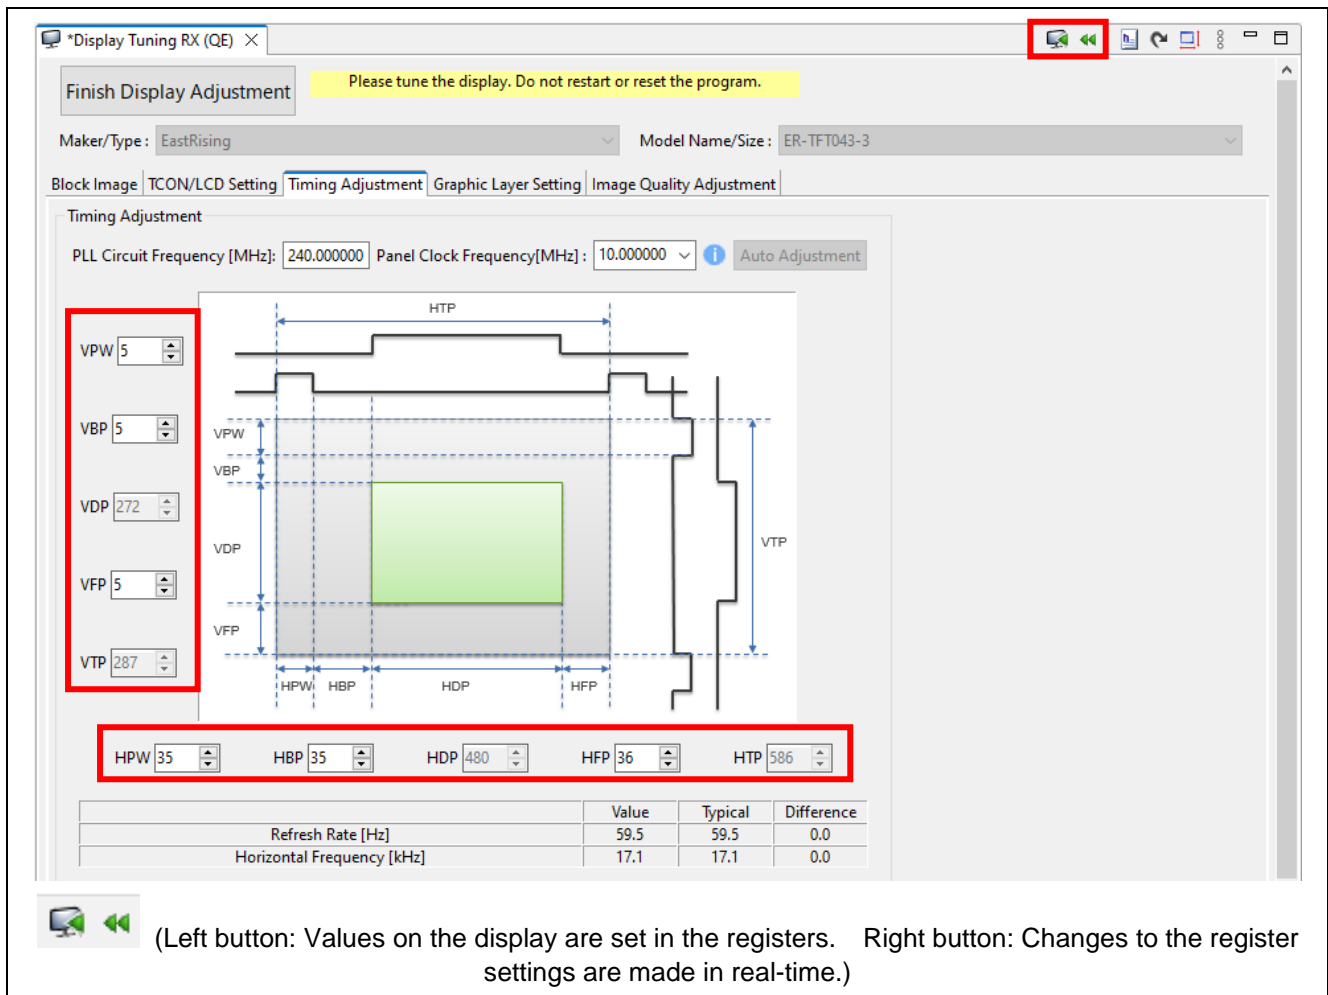 *Display Tuning RX (QE)
Finish Display Adjustment
Please tune the display. Do not restart or reset the program.
Maker/Type : EastRising Model Name/Size : ER-TFT043-3
Block Image TCON/LCD Setting Timing Adjustment Graphic Layer Setting Image Quality Adjustment
Timing Adjustment
PLL Circuit Frequency [MHz]: 240.000000 Panel Clock Frequency[MHz] : 10.000000 Auto Adjustment
HTP
VPW 5
VBP 5
VPW
VBP
VDP 272
VDP
VTP
VFP 5
VFP
VTP 287
HPW HBP HDP HFP
HPW 35 HBP 35 HDP 480 HFP 36 HTP 586
Value Typical Difference
Refresh Rate [Hz] 59.5 59.5 0.0
Horizontal Frequency [kHz] 17.1 17.1 0.0
(Left button: Values on the display are set in the registers. Right button: Changes to the register
settings are made in real-time.)